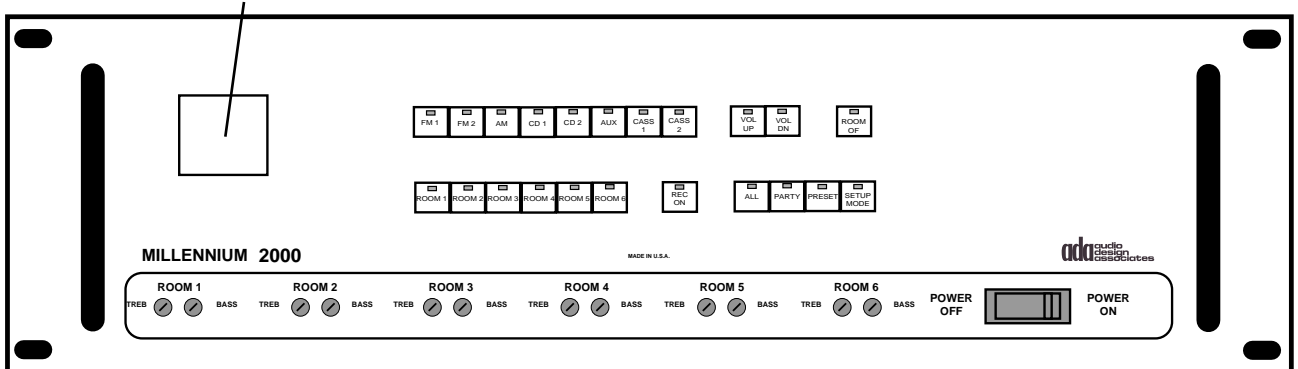 FM 1 FM 2 AM CD 1 CD 2 AUX CASS 1 CASS 2 VOL UP VOL DN ROOM OF
ROOM 1 ROOM 2 ROOM 3 ROOM 4 ROOM 5 ROOM 6 REC ON ALL PARTY PRESET SETUP MODE
MILLENNIUM 2000
MADE IN U.S.A.
ada audio design associates
ROOM 1 ROOM 2 ROOM 3 ROOM 4 ROOM 5 ROOM 6
TREB BASS TREB BASS TREB BASS TREB BASS TREB BASS TREB BASS
POWER OFF
POWER ON